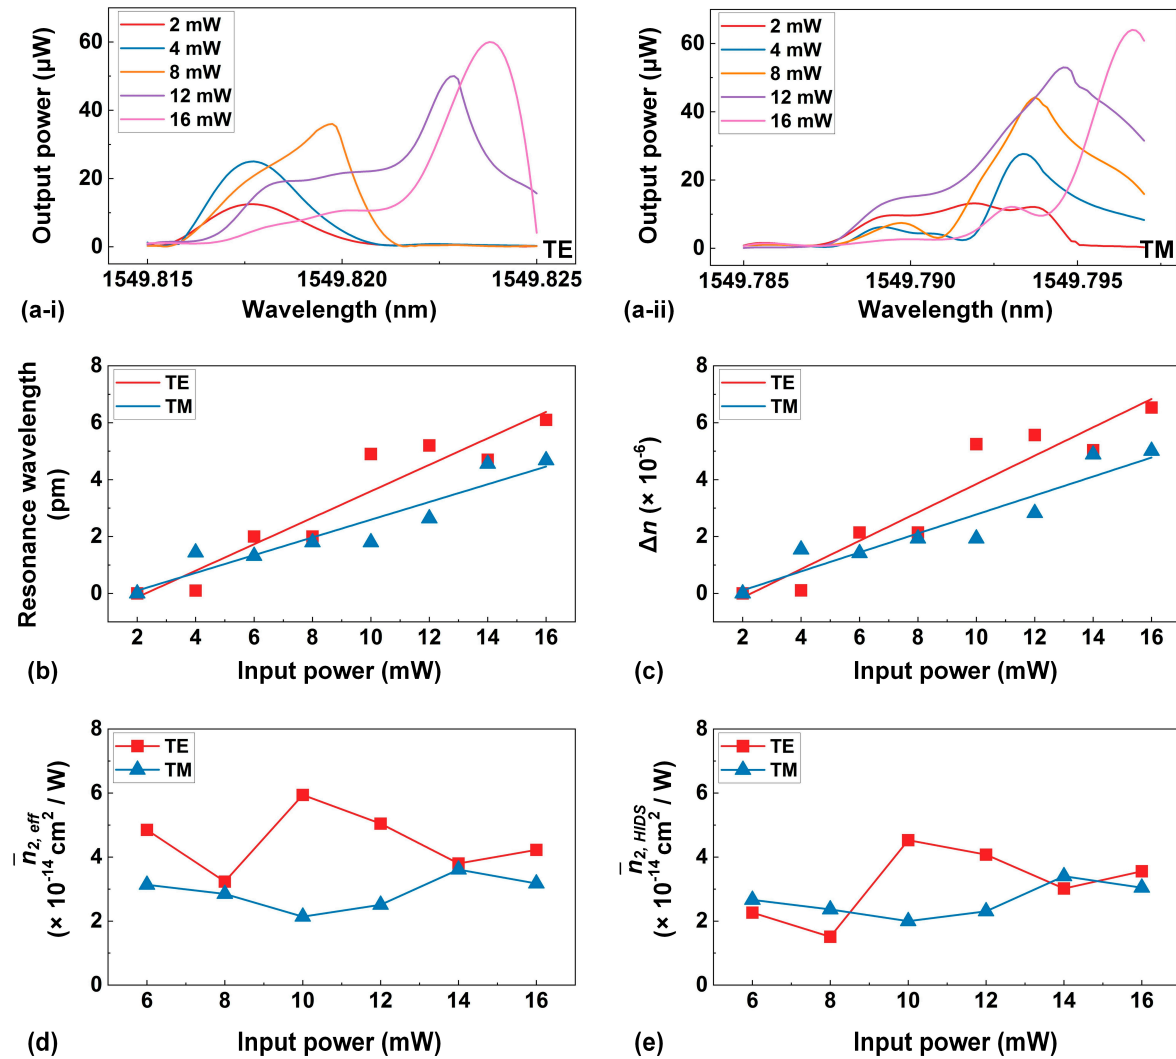 2 mW
4 mW
8 mW
12 mW
16 mW
Output power (μW)
60
40
20
0
TE
1549.815
1549.820
1549.825
(a-i)
Wavelength (nm)
2 mW
4 mW
8 mW
12 mW
16 mW
Output power (μW)
60
40
20
0
TM
1549.785
1549.790
1549.795
(a-ii)
Wavelength (nm)
TE
TM
Resonance wavelength
(pm)
8
6
4
2
0
2 4 6 8 10 12 14 16
(b)
Input power (mW)
TE
TM
Δn (× 10-6)
8
6
4
2
0
2 4 6 8 10 12 14 16
(c)
Input power (mW)
TE
TM
n̅2, eff
(× 10-14 cm2 / W)
8
6
4
2
0
6 8 10 12 14 16
(d)
Input power (mW)
TE
TM
n̅2, HIDS
(× 10-14 cm2 / W)
8
6
4
2
0
6 8 10 12 14 16
(e)
Input power (mW)